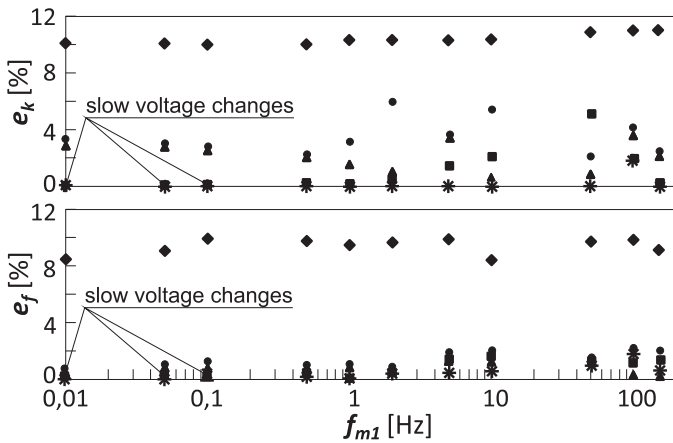 12
8
4
0
e_k [%]
slow voltage changes
12
8
4
0
e_f [%]
slow voltage changes
0,01
0,1
1
10
100
f_m1 [Hz]